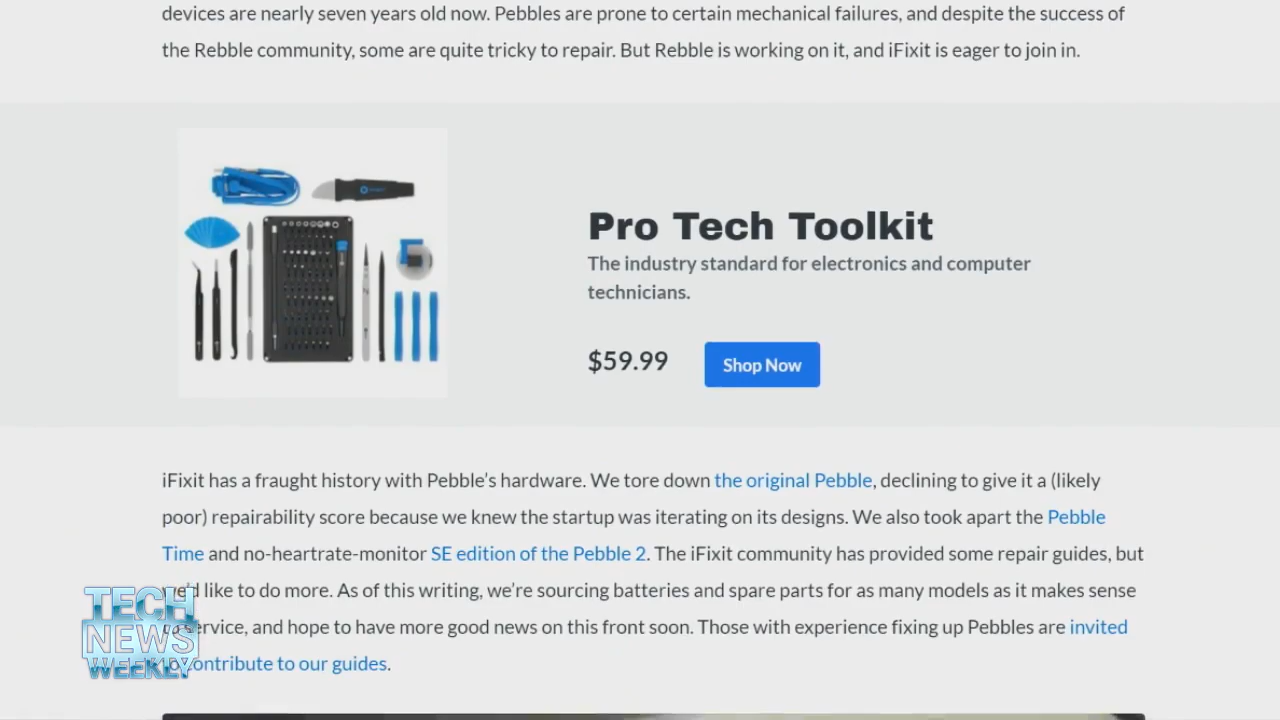 devices are nearly seven years old now. Pebbles are prone to certain mechanical failures, and despite the success of
the Rebble community, some are quite tricky to repair. But Rebble is working on it, and iFixit is eager to join in.
Pro Tech Toolkit
The industry standard for electronics and computer
technicians.
$59.99
Shop Now
iFixit has a fraught history with Pebble's hardware. We tore down the original Pebble, declining to give it a (likely
poor) repairability score because we knew the startup was iterating on its designs. We also took apart the Pebble
Time and no-heartrate-monitor SE edition of the Pebble 2. The iFixit community has provided some repair guides, but
we'd like to do more. As of this writing, we're sourcing batteries and spare parts for as many models as it makes sense
to service, and hope to have more good news on this front soon. Those with experience fixing up Pebbles are invited
to contribute to our guides.
TECH
NEWS
WEEKLY